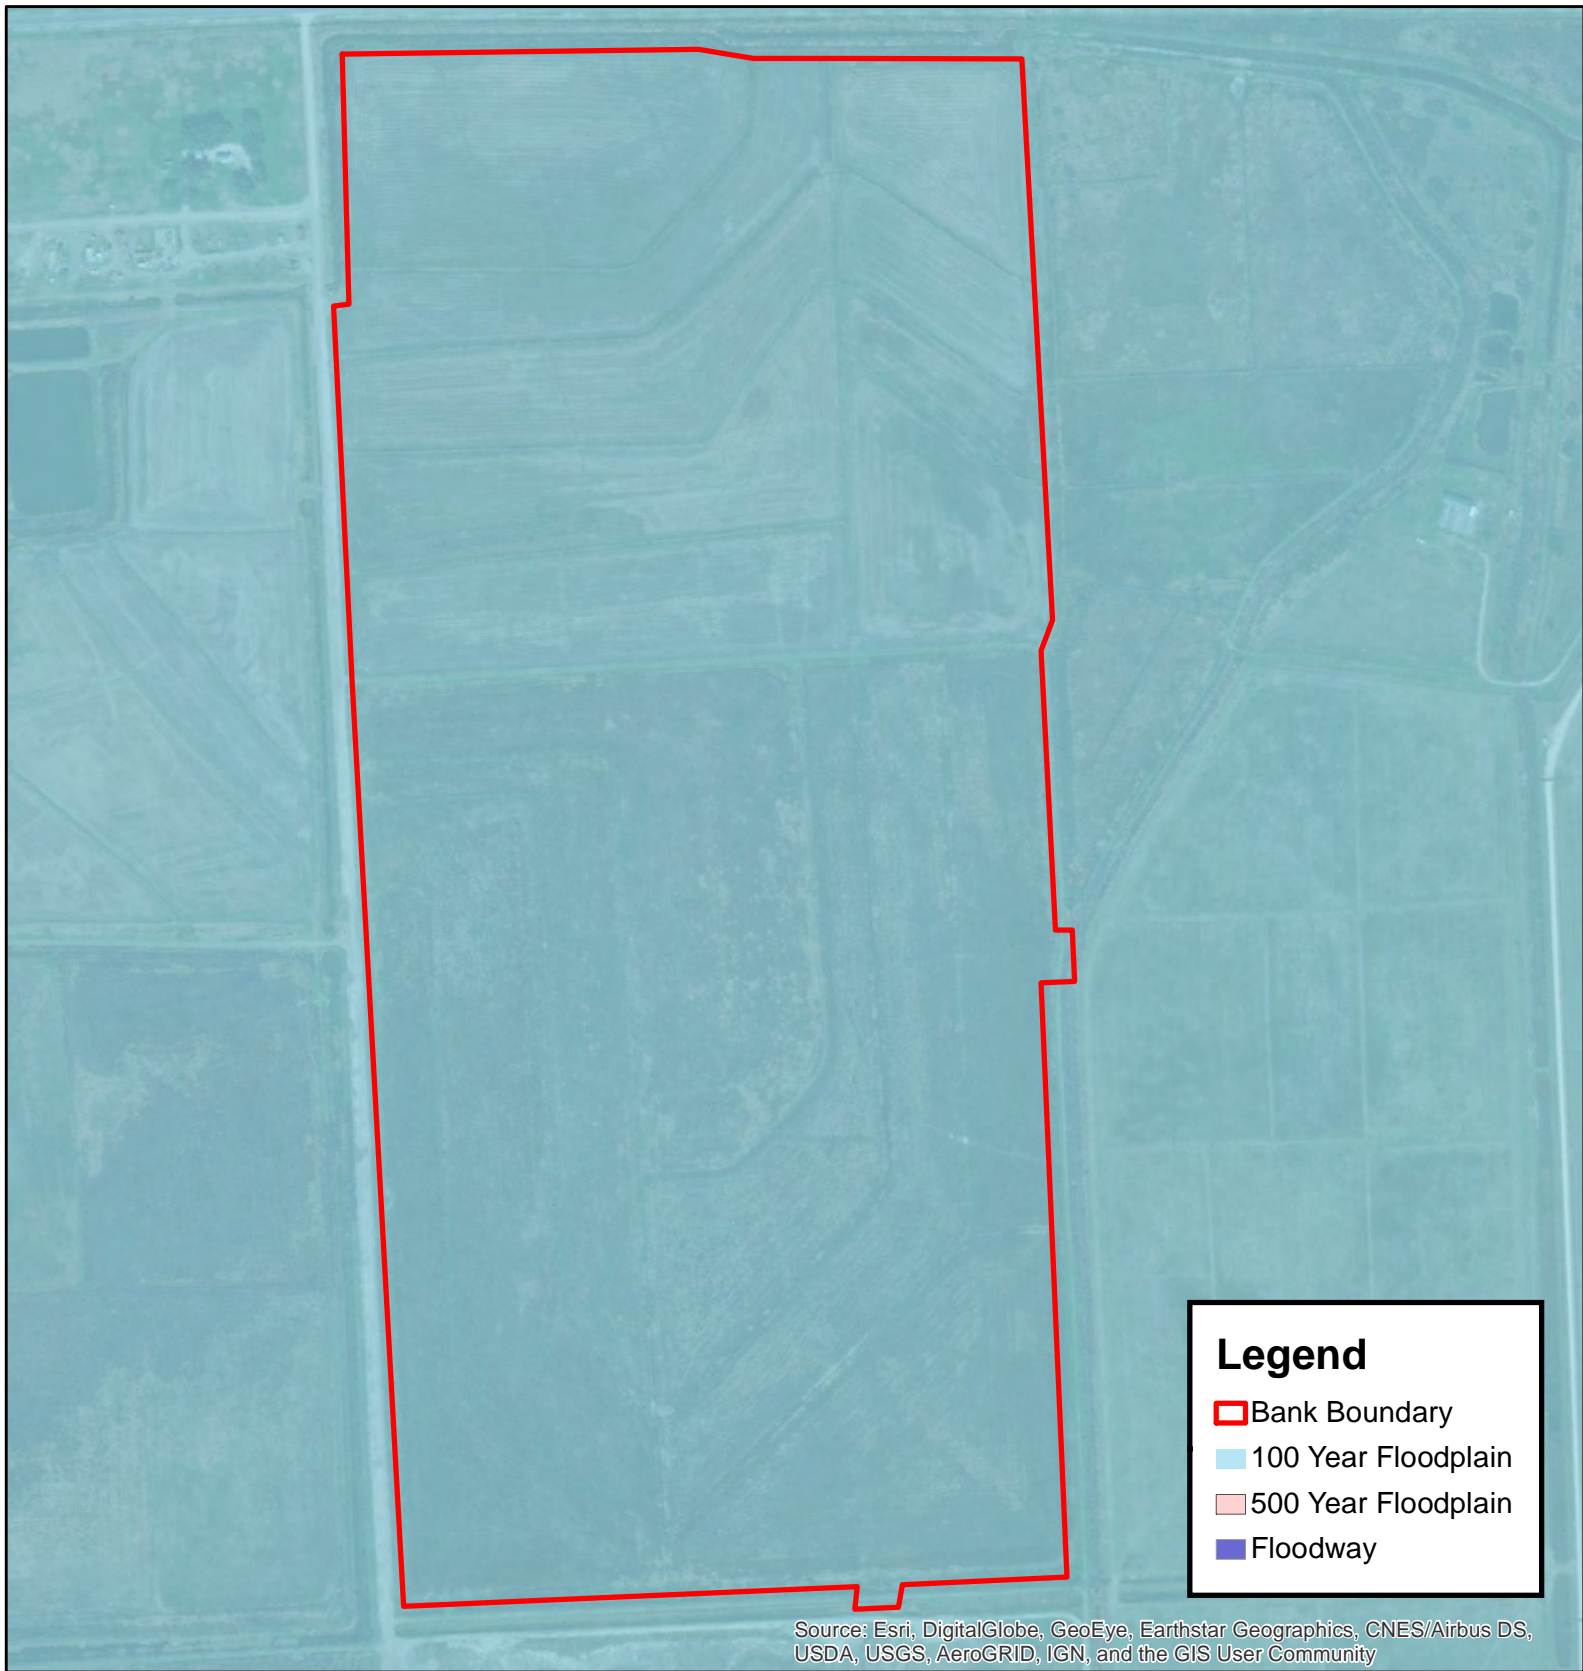 Legend
Bank Boundary
100 Year Floodplain
500 Year Floodplain
Floodway
Source: Esri, DigitalGlobe, GeoEye, Earthstar Geographics, CNES/Airbus DS,
USDA, USGS, AeroGRID, IGN, and the GIS User Community